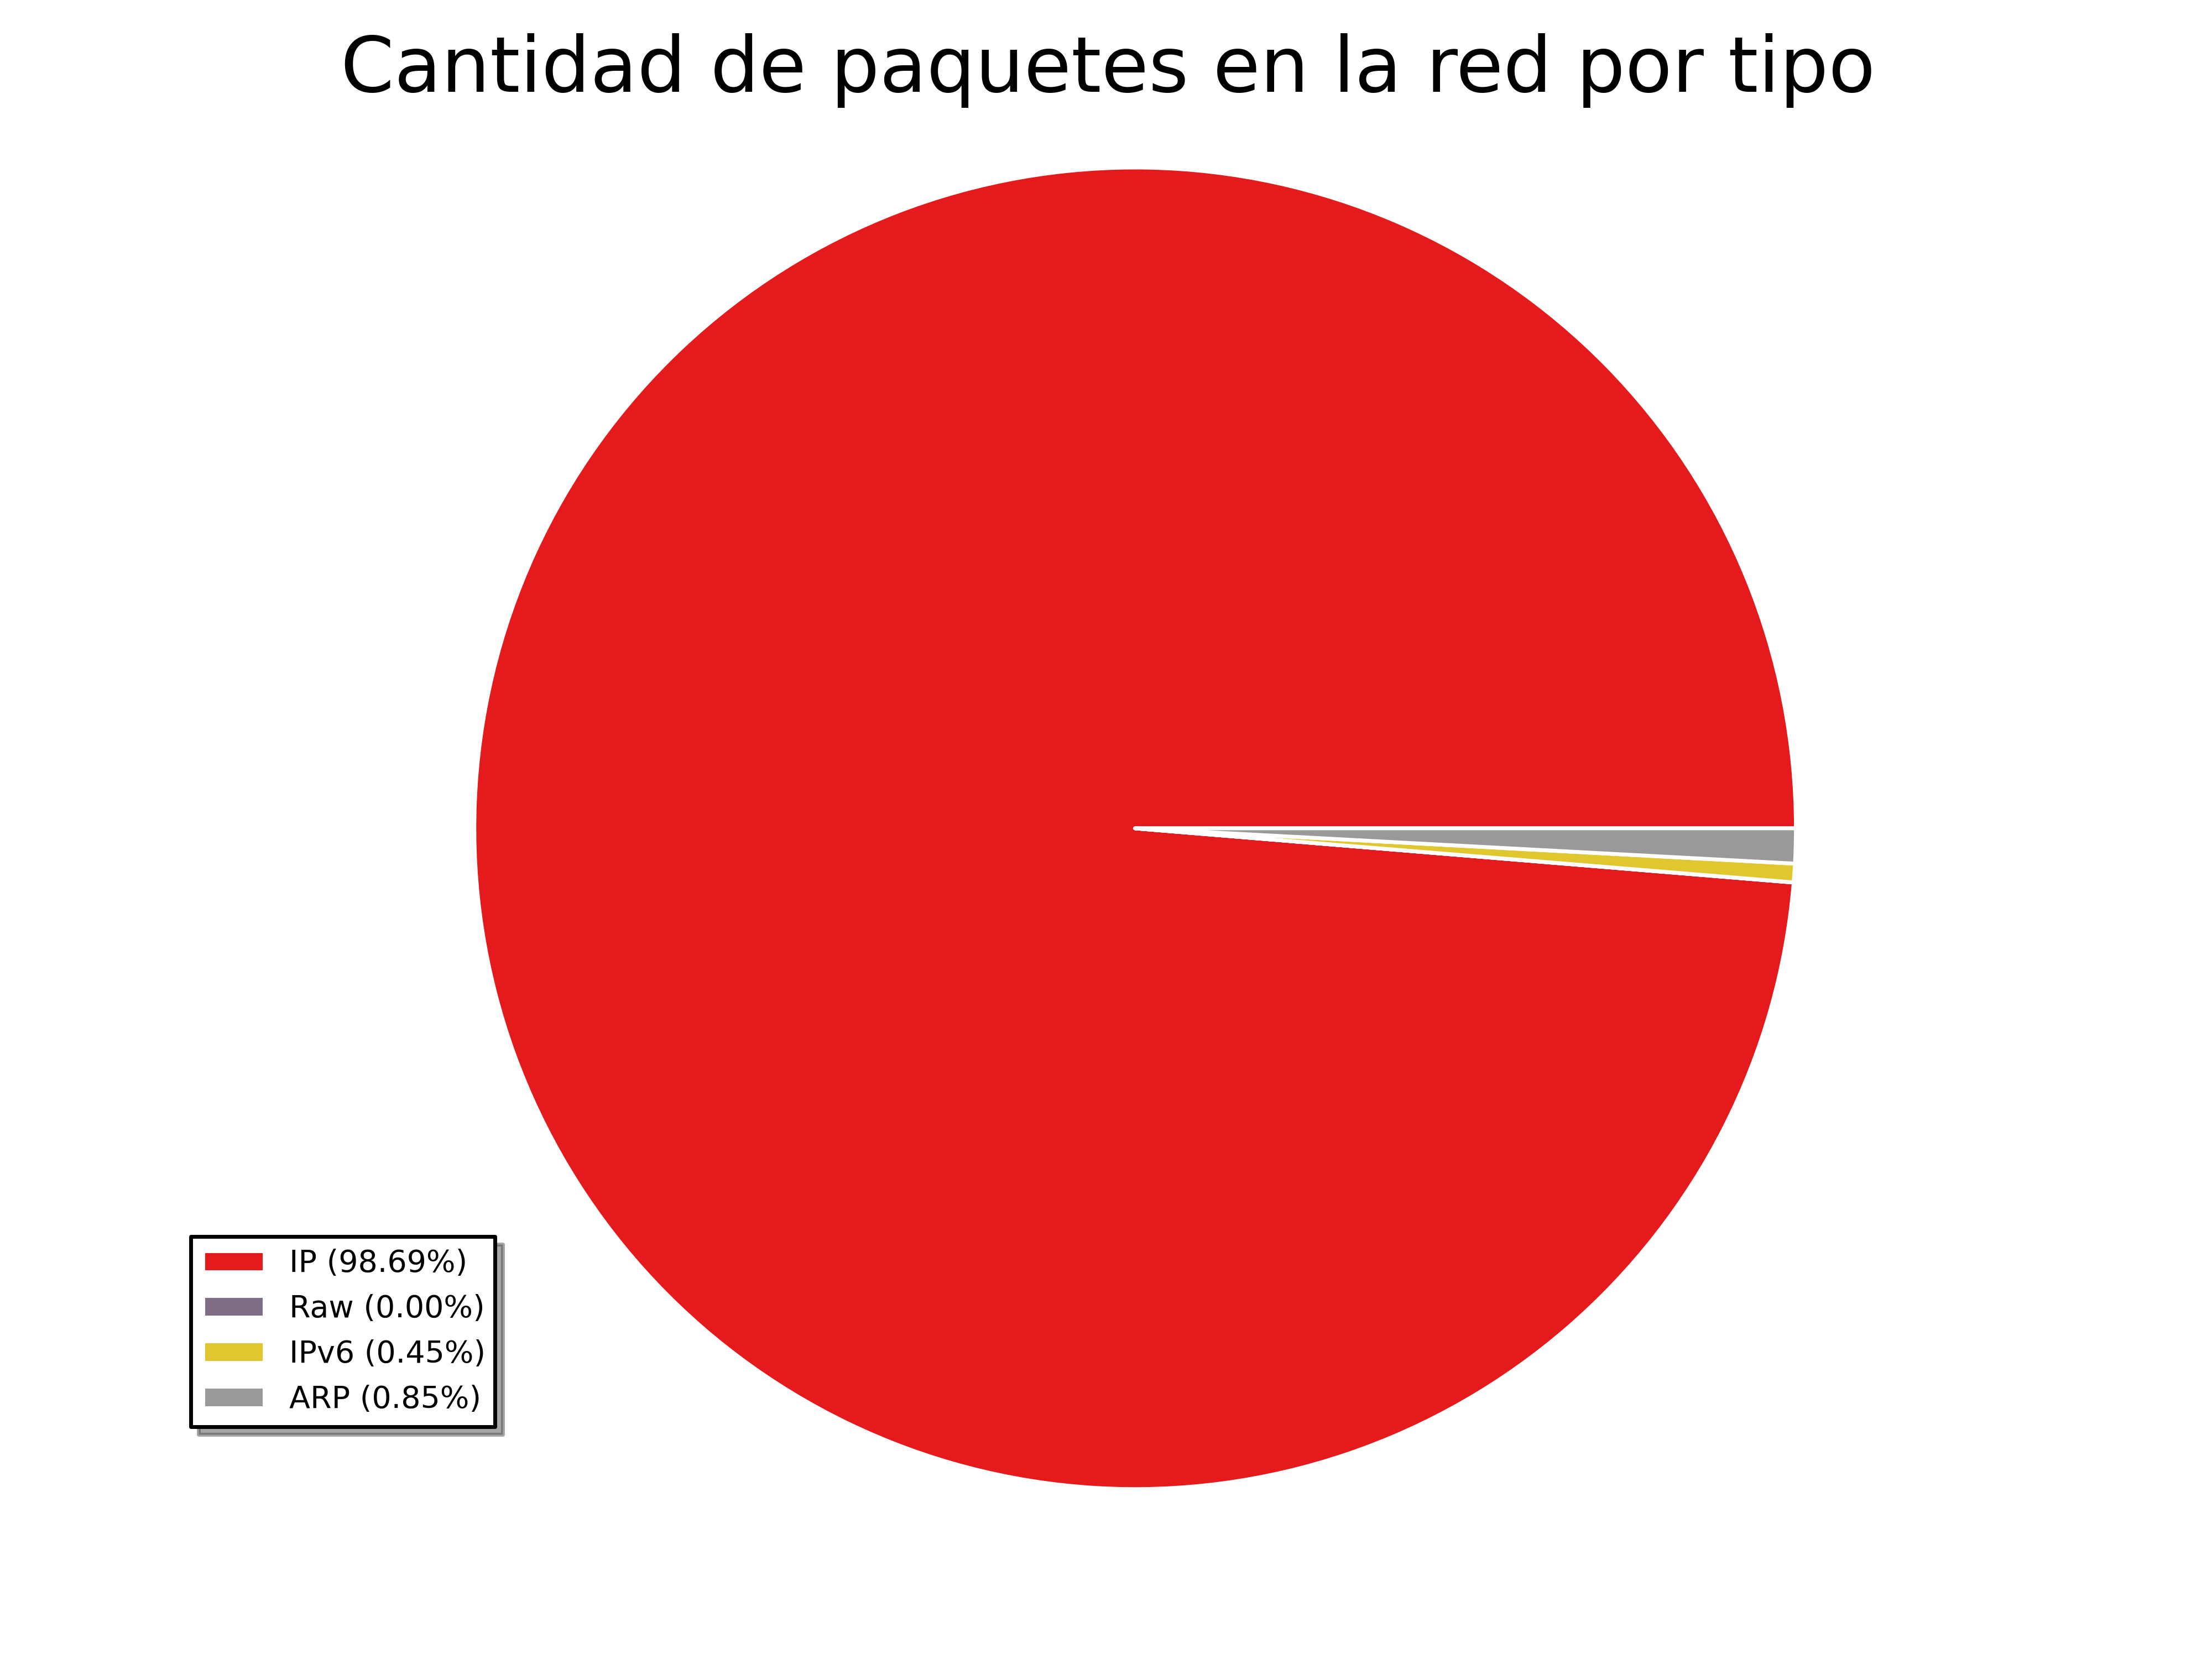 Cantidad de paquetes en la red por tipo
IP (98.69%)
Raw (0.00%)
IPv6 (0.45%)
ARP (0.85%)